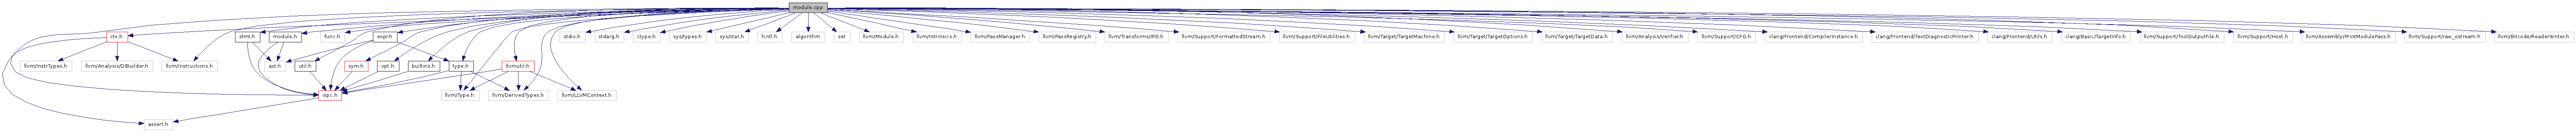 module.cpp
ctx.h
stmt.h
module.h
func.h
expr.h
stdio.h
stdarg.h
ctype.h
sys/types.h
sys/stat.h
fcntl.h
algorithm
set
llvm/Module.h
llvm/Intrinsics.h
llvm/PassManager.h
llvm/PassRegistry.h
llvm/Transforms/IPO.h
llvm/Support/FormattedStream.h
llvm/Support/FileUtilities.h
llvm/Target/TargetMachine.h
llvm/Target/TargetOptions.h
llvm/Target/TargetData.h
llvm/Analysis/Verifier.h
llvm/Support/CFG.h
clang/Frontend/CompilerInstance.h
clang/Frontend/TextDiagnosticPrinter.h
clang/Frontend/Utils.h
clang/Basic/TargetInfo.h
llvm/Support/ToolOutputFile.h
llvm/Support/Host.h
llvm/Assembly/PrintModulePass.h
llvm/Support/raw_ostream.h
llvm/Bitcode/ReaderWriter.h
llvm/InstrTypes.h
llvm/Analysis/DIBuilder.h
llvm/Instructions.h
ast.h
util.h
sym.h
opt.h
builtins.h
type.h
llvmutil.h
ispc.h
llvm/Type.h
llvm/DerivedTypes.h
llvm/LLVMContext.h
assert.h